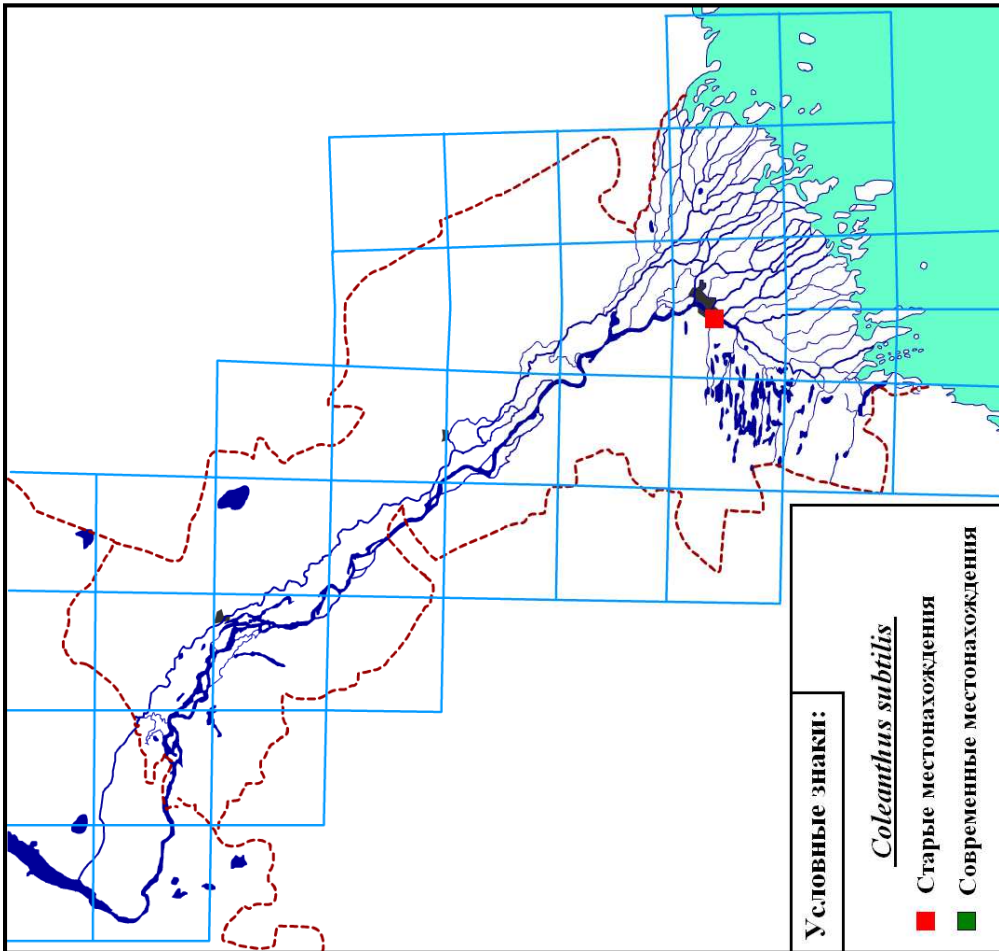 Условные знаки:
Coleanthus subtilis
Старые местонахождения
Современные местонахождения